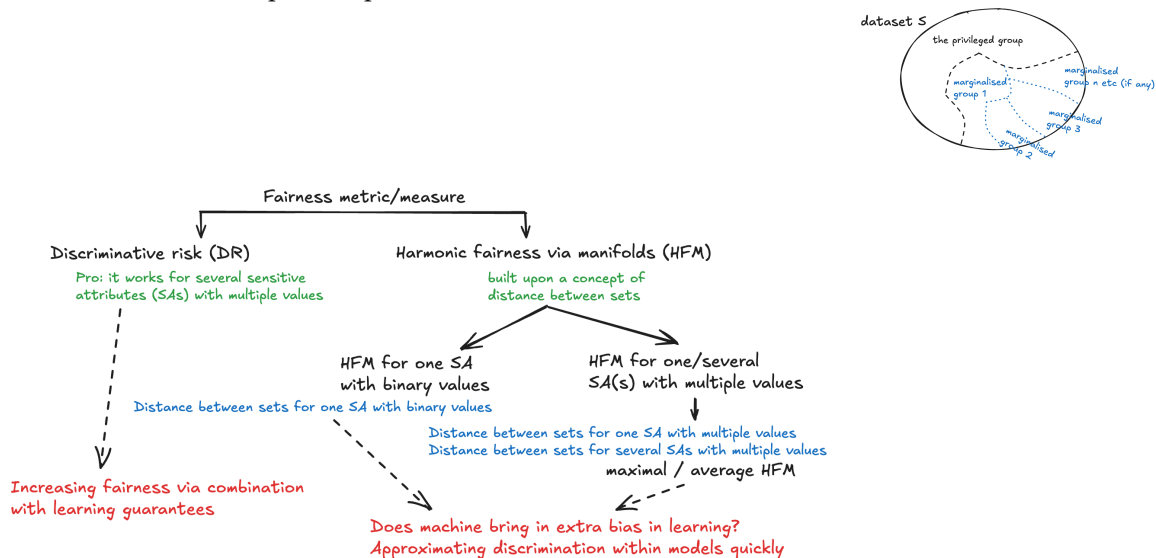 dataset S
the privileged group
marginalised
group 1
marginalised
group n etc (if any)
marginalised
group 3
marginalised
group 2
Fairness metric/measure
Discriminative risk (DR)
Pro: it works for several sensitive
attributes (SAs) with multiple values
Harmonic fairness via manifolds (HFM)
built upon a concept of
distance between sets
HFM for one SA
with binary values
Distance between sets for one SA with binary values
HFM for one/several
SA(s) with multiple values
Distance between sets for one SA with multiple values
Distance between sets for several SAs with multiple values
maximal / average HFM
Increasing fairness via combination
with learning guarantees
Does machine bring in extra bias in learning?
Approximating discrimination within models quickly